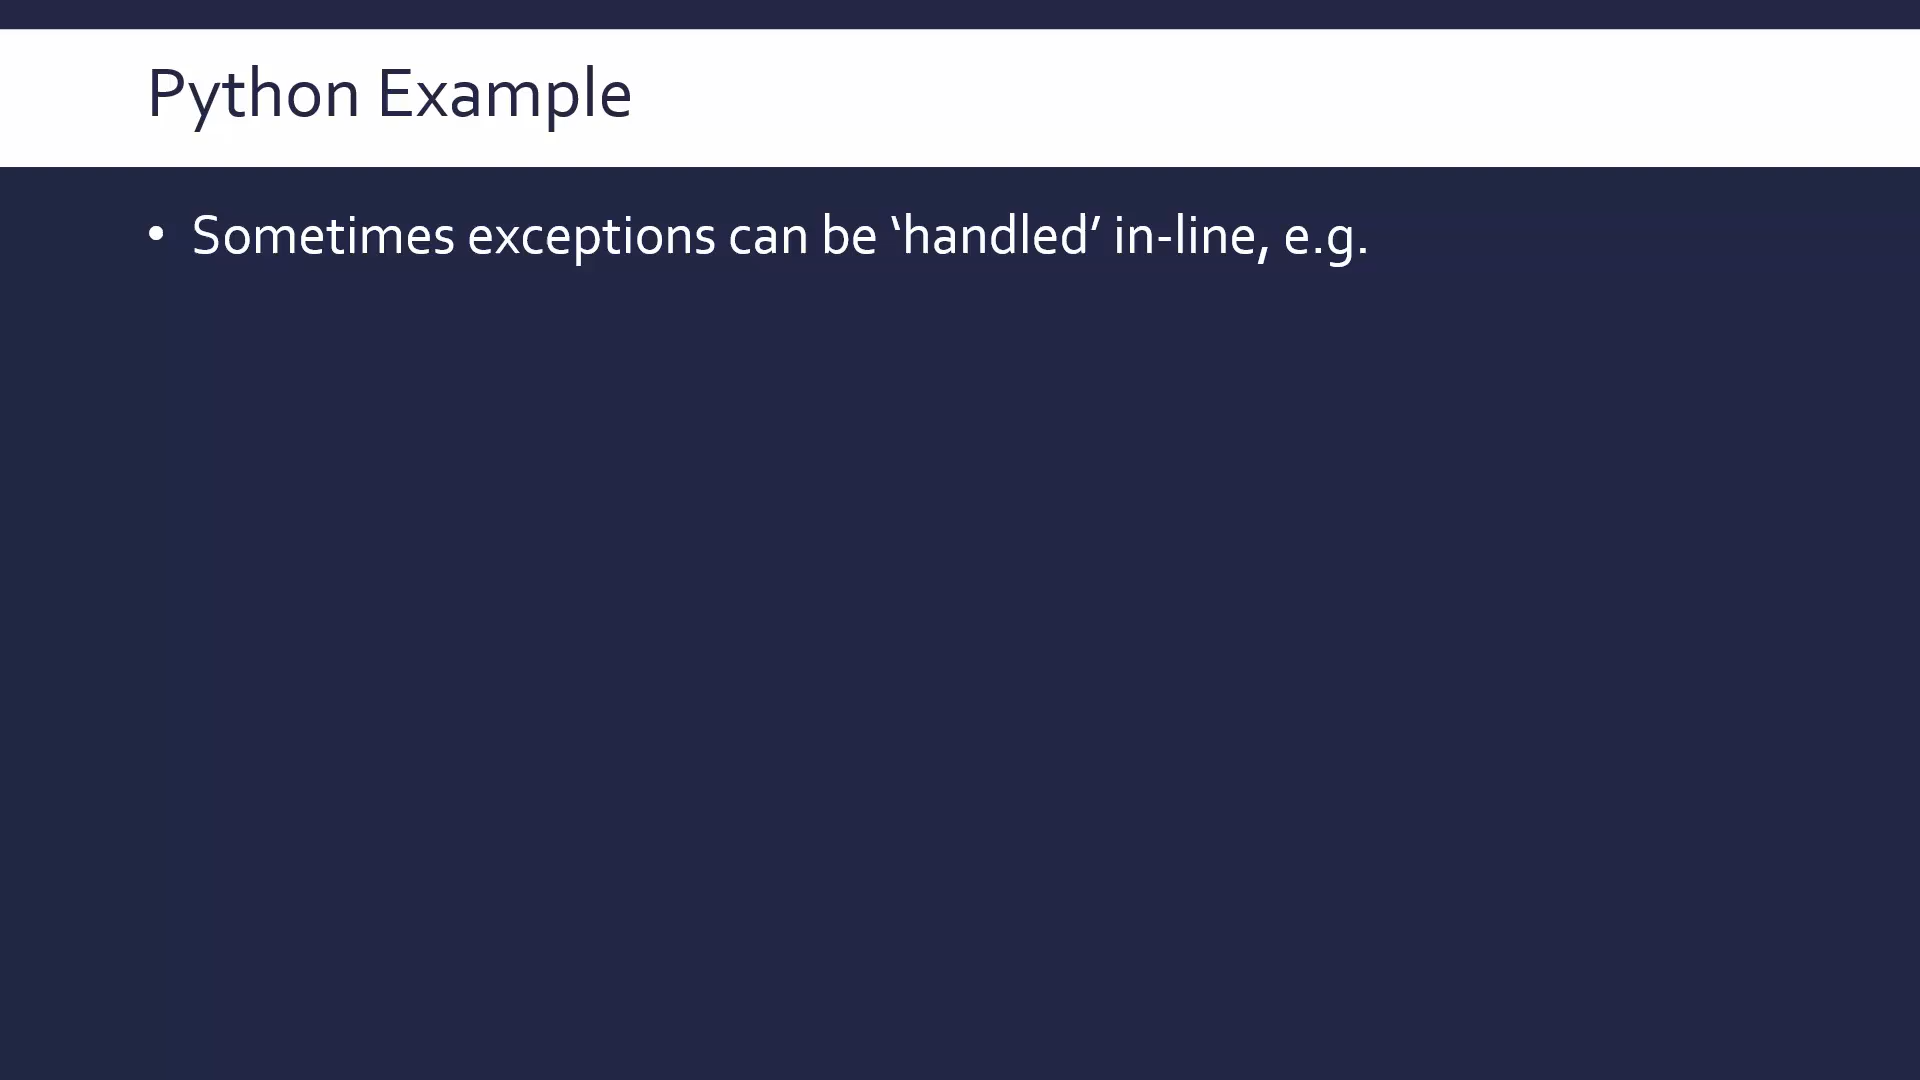 Python Example
• Sometimes exceptions can be ‘handled’ in-line, e.g.